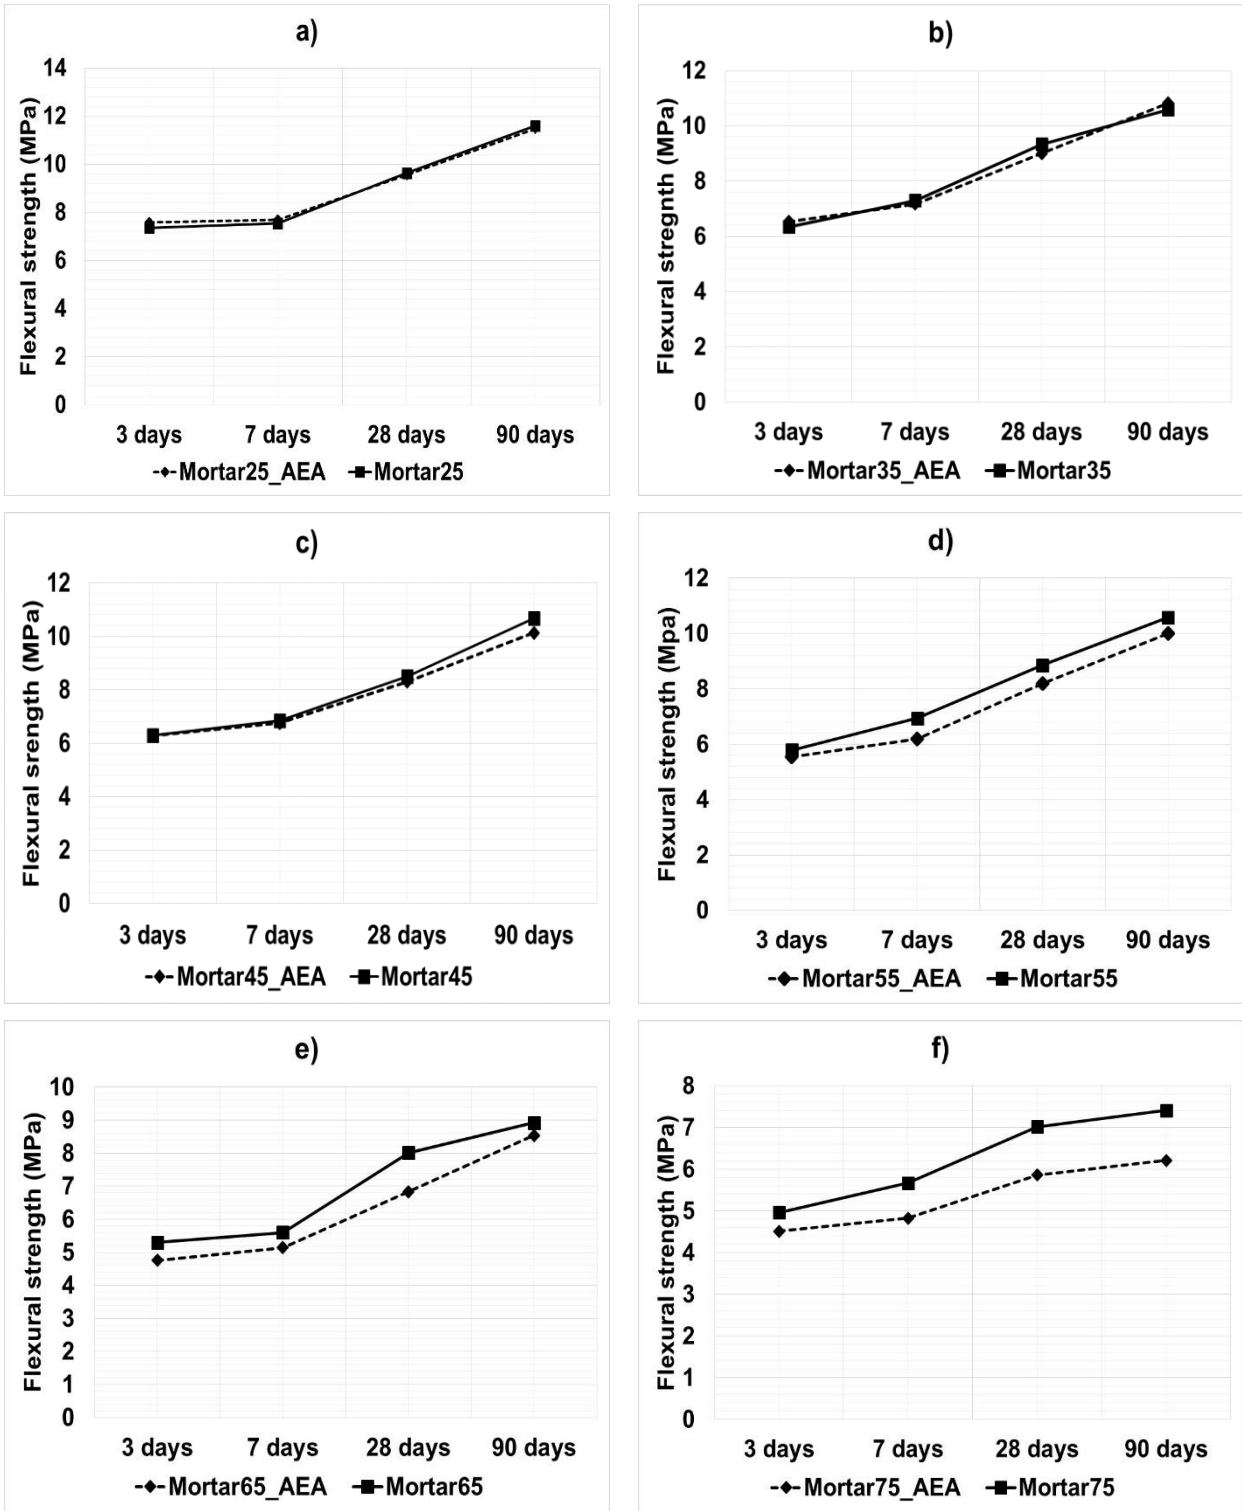 a)
Flexural strength (MPa)
14
12
10
8
6
4
2
0
3 days 7 days 28 days 90 days
Mortar25_AEA Mortar25
b)
Flexural stregnth (MPa)
12
10
8
6
4
2
0
3 days 7 days 28 days 90 days
Mortar35_AEA Mortar35
c)
Flexural srength (MPa)
12
10
8
6
4
2
0
3 days 7 days 28 days 90 days
Mortar45_AEA Mortar45
d)
Flexural strength (Mpa)
12
10
8
6
4
2
0
3 days 7 days 28 days 90 days
Mortar55_AEA Mortar55
e)
Flexural strength (MPa)
10
9
8
7
6
5
4
3
2
1
0
3 days 7 days 28 days 90 days
Mortar65_AEA Mortar65
f)
Flexural strength (MPa)
8
7
6
5
4
3
2
1
0
3 days 7 days 28 days 90 days
Mortar75_AEA Mortar75